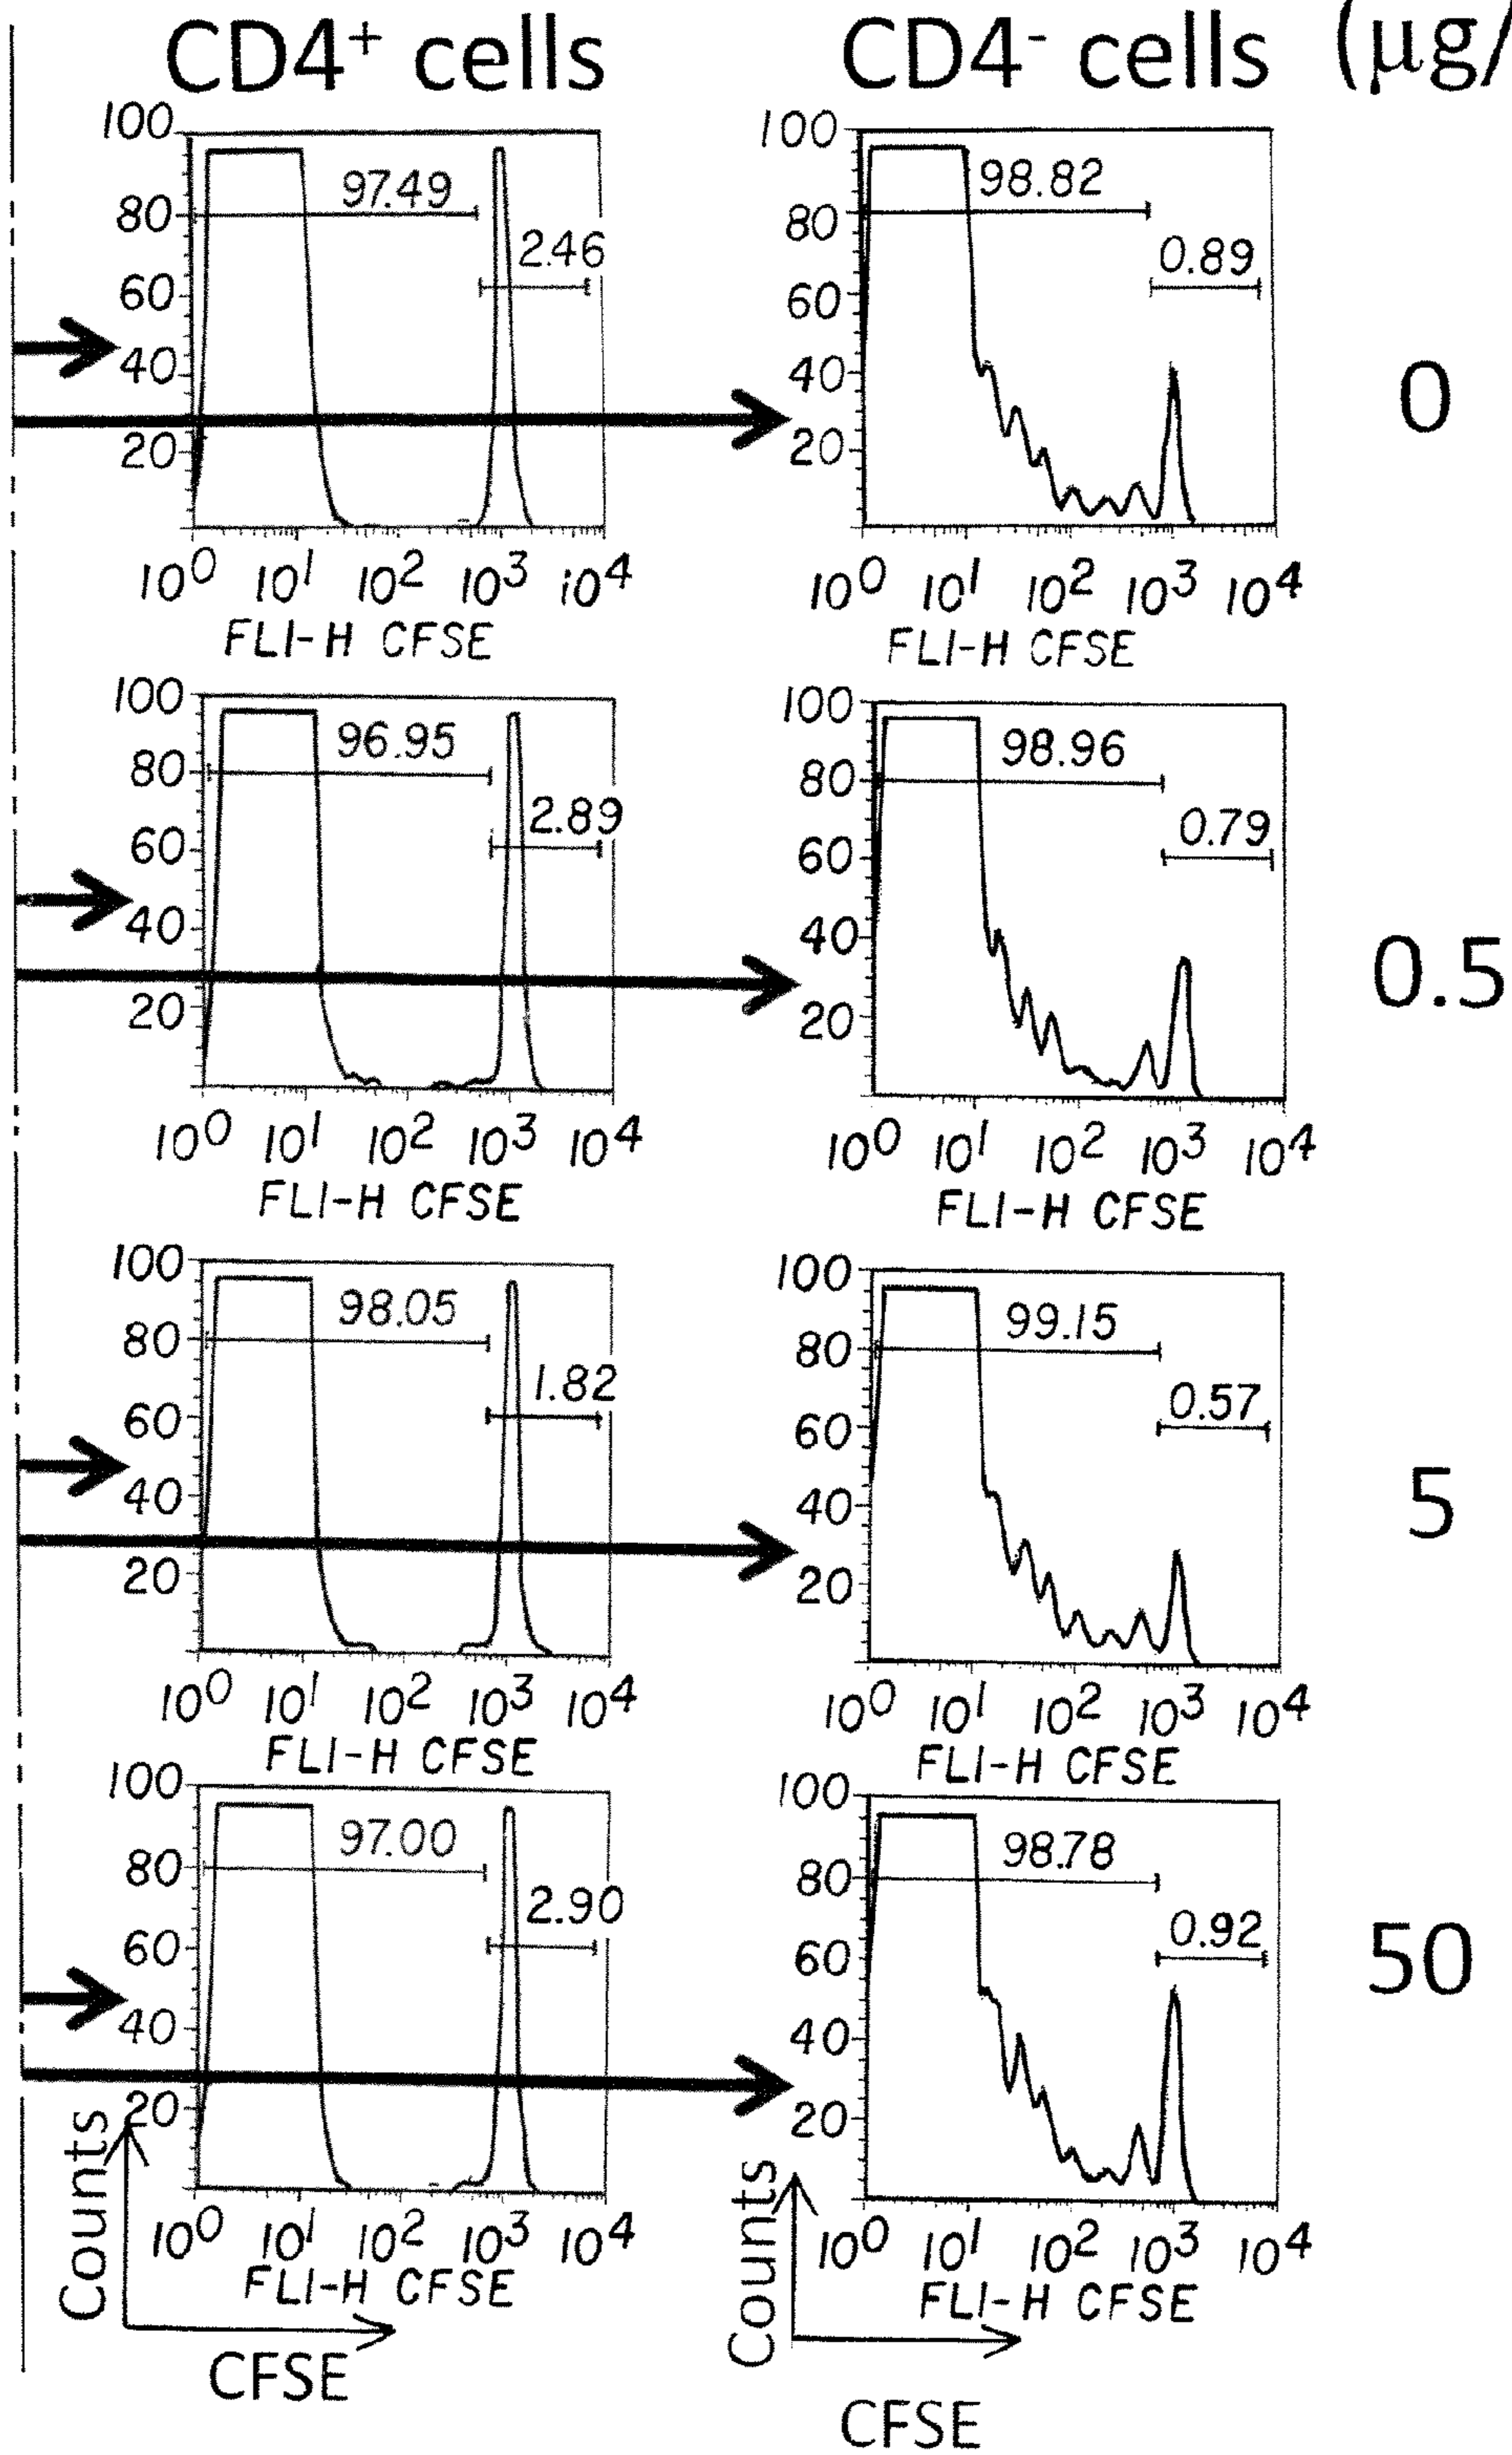 CD4+ cells CD4- cells (μg/
100
97.49
80
2.46
60
40
20
10⁰ 10¹ 10² 10³ 10⁴
FLI-H CFSE
100
98.82
80
0.89
60
40
20
10⁰ 10¹ 10² 10³ 10⁴
FLI-H CFSE
0
100
96.95
80
2.89
60
40
20
10⁰ 10¹ 10² 10³ 10⁴
FLI-H CFSE
100
98.96
80
0.79
60
40
20
10⁰ 10¹ 10² 10³ 10⁴
FLI-H CFSE
0.5
100
98.05
80
1.82
60
40
20
10⁰ 10¹ 10² 10³ 10⁴
FLI-H CFSE
100
99.15
80
0.57
60
40
20
10⁰ 10¹ 10² 10³ 10⁴
FLI-H CFSE
5
100
97.00
80
2.90
60
40
20
10⁰ 10¹ 10² 10³ 10⁴
FLI-H CFSE
Counts
CFSE
100
98.78
80
0.92
60
40
20
10⁰ 10¹ 10² 10³ 10⁴
FLI-H CFSE
Counts
CFSE
50